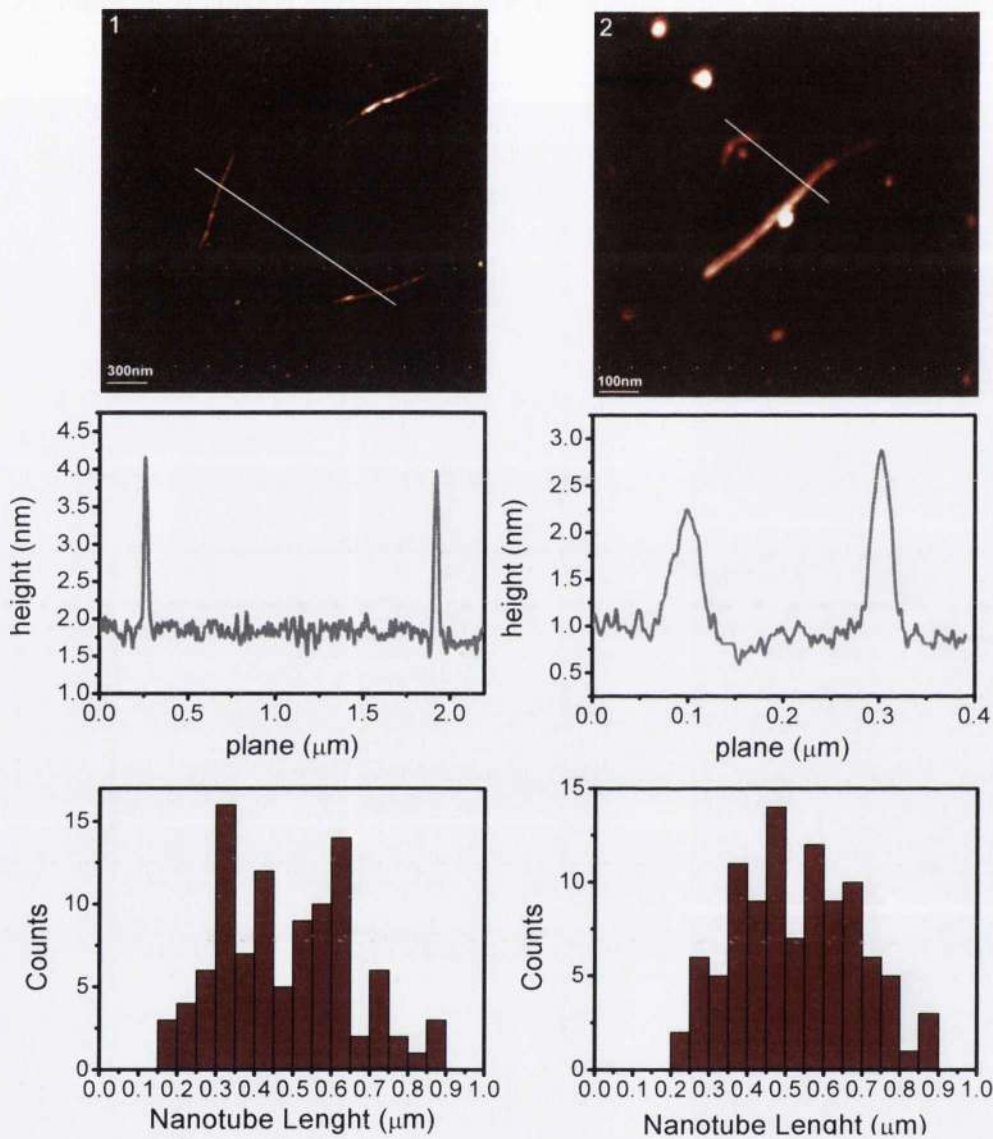 1
300nm
2
100nm
4.5
4.0
3.5
3.0
2.5
2.0
1.5
1.0
height (nm)
0.0 0.5 1.0 1.5 2.0
plane (μm)
3.0
2.5
2.0
1.5
1.0
0.5
height (nm)
0.0 0.1 0.2 0.3 0.4
plane (μm)
15
10
5
0
Counts
0.0 0.1 0.2 0.3 0.4 0.5 0.6 0.7 0.8 0.9 1.0
Nanotube Lenght (μm)
15
10
5
0
Counts
0.0 0.1 0.2 0.3 0.4 0.5 0.6 0.7 0.8 0.9 1.0
Nanotube Lenght (μm)